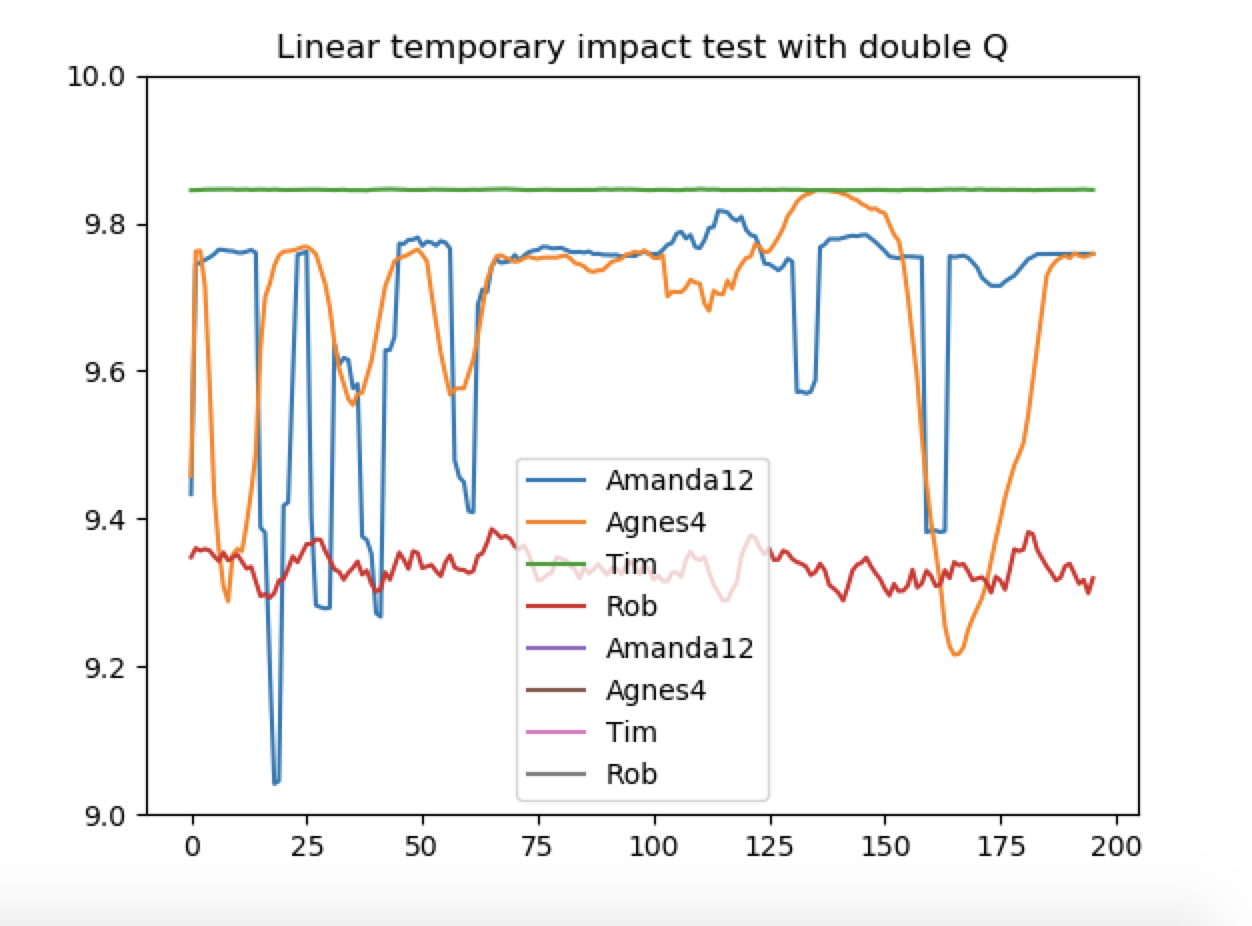 Linear temporary impact test with double Q
10.0
9.8
9.6
9.4
9.2
9.0
Amanda12
Agnes4
Tim
Rob
Amanda12
Agnes4
Tim
Rob
0 25 50 75 100 125 150 175 200